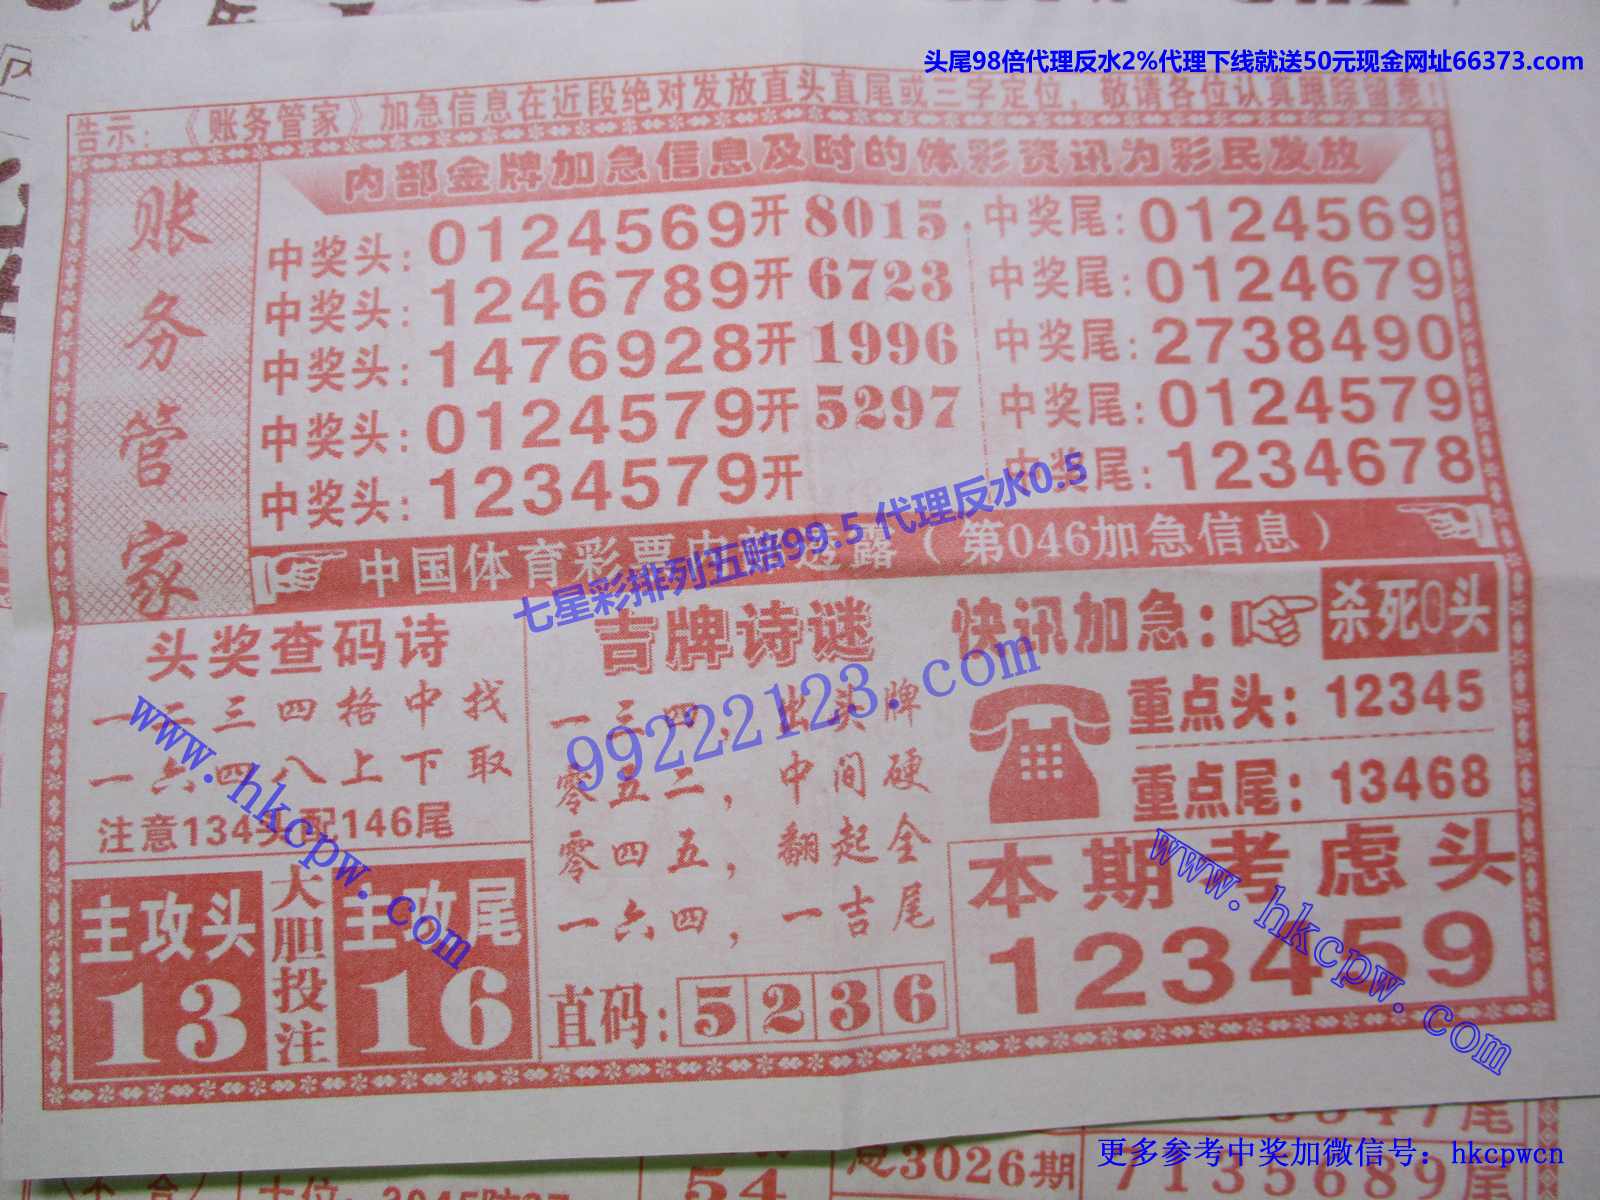 头尾98倍代理反水2%代理下线就送50元现金网址66373.com
告示：《账务管家》加急信息在近段绝对发放直头直尾或三字定位，敬请各位认真跟踪留意！
账务管家
内部金牌加急信息及时的体彩资讯为彩民发放
中奖头：0124569开8015 中奖尾：0124569
中奖头：1246789开6723 中奖尾：0124679
中奖头：1476928开1996 中奖尾：2738490
中奖头：0124579开5297 中奖尾：0124579
中奖头：1234579开 中奖尾：1234678
中国体育彩票内部透露（第046加急信息）
七星彩排列五赔99.5 代理反水0.5
99222123.com
头奖查码诗
一二三四格中找
一六四八上下取
注意134头配146尾
主攻头
13
大胆投注
主攻尾
16
www.hkcpw.com
吉牌诗谜
一三四，出头牌
零五二，中间硬
零四五，翻起全
一六四，一吉尾
直码：5236
快讯加急：杀死0头
重点头：12345
重点尾：13468
本期考虑头
123459
www.hkcpw.com
更多参考中奖加微信号：hkcpwcn
3026期
7135689尾
54